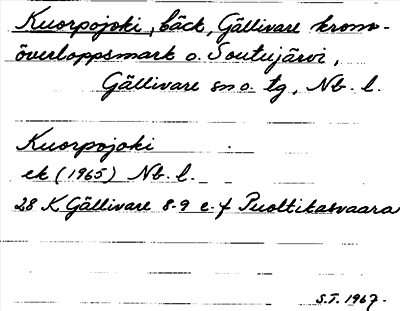 Kuorpojoki, bäck, Gällivare krono-
överloppsmark o. Soutujärvi,
Gällivare sn o. tg, Nb. l.
Kuorpojoki
ek (1965) Nb. l.
28 K Gällivare 8-9 e-f Puoltikasvaara
S.T. 1967.